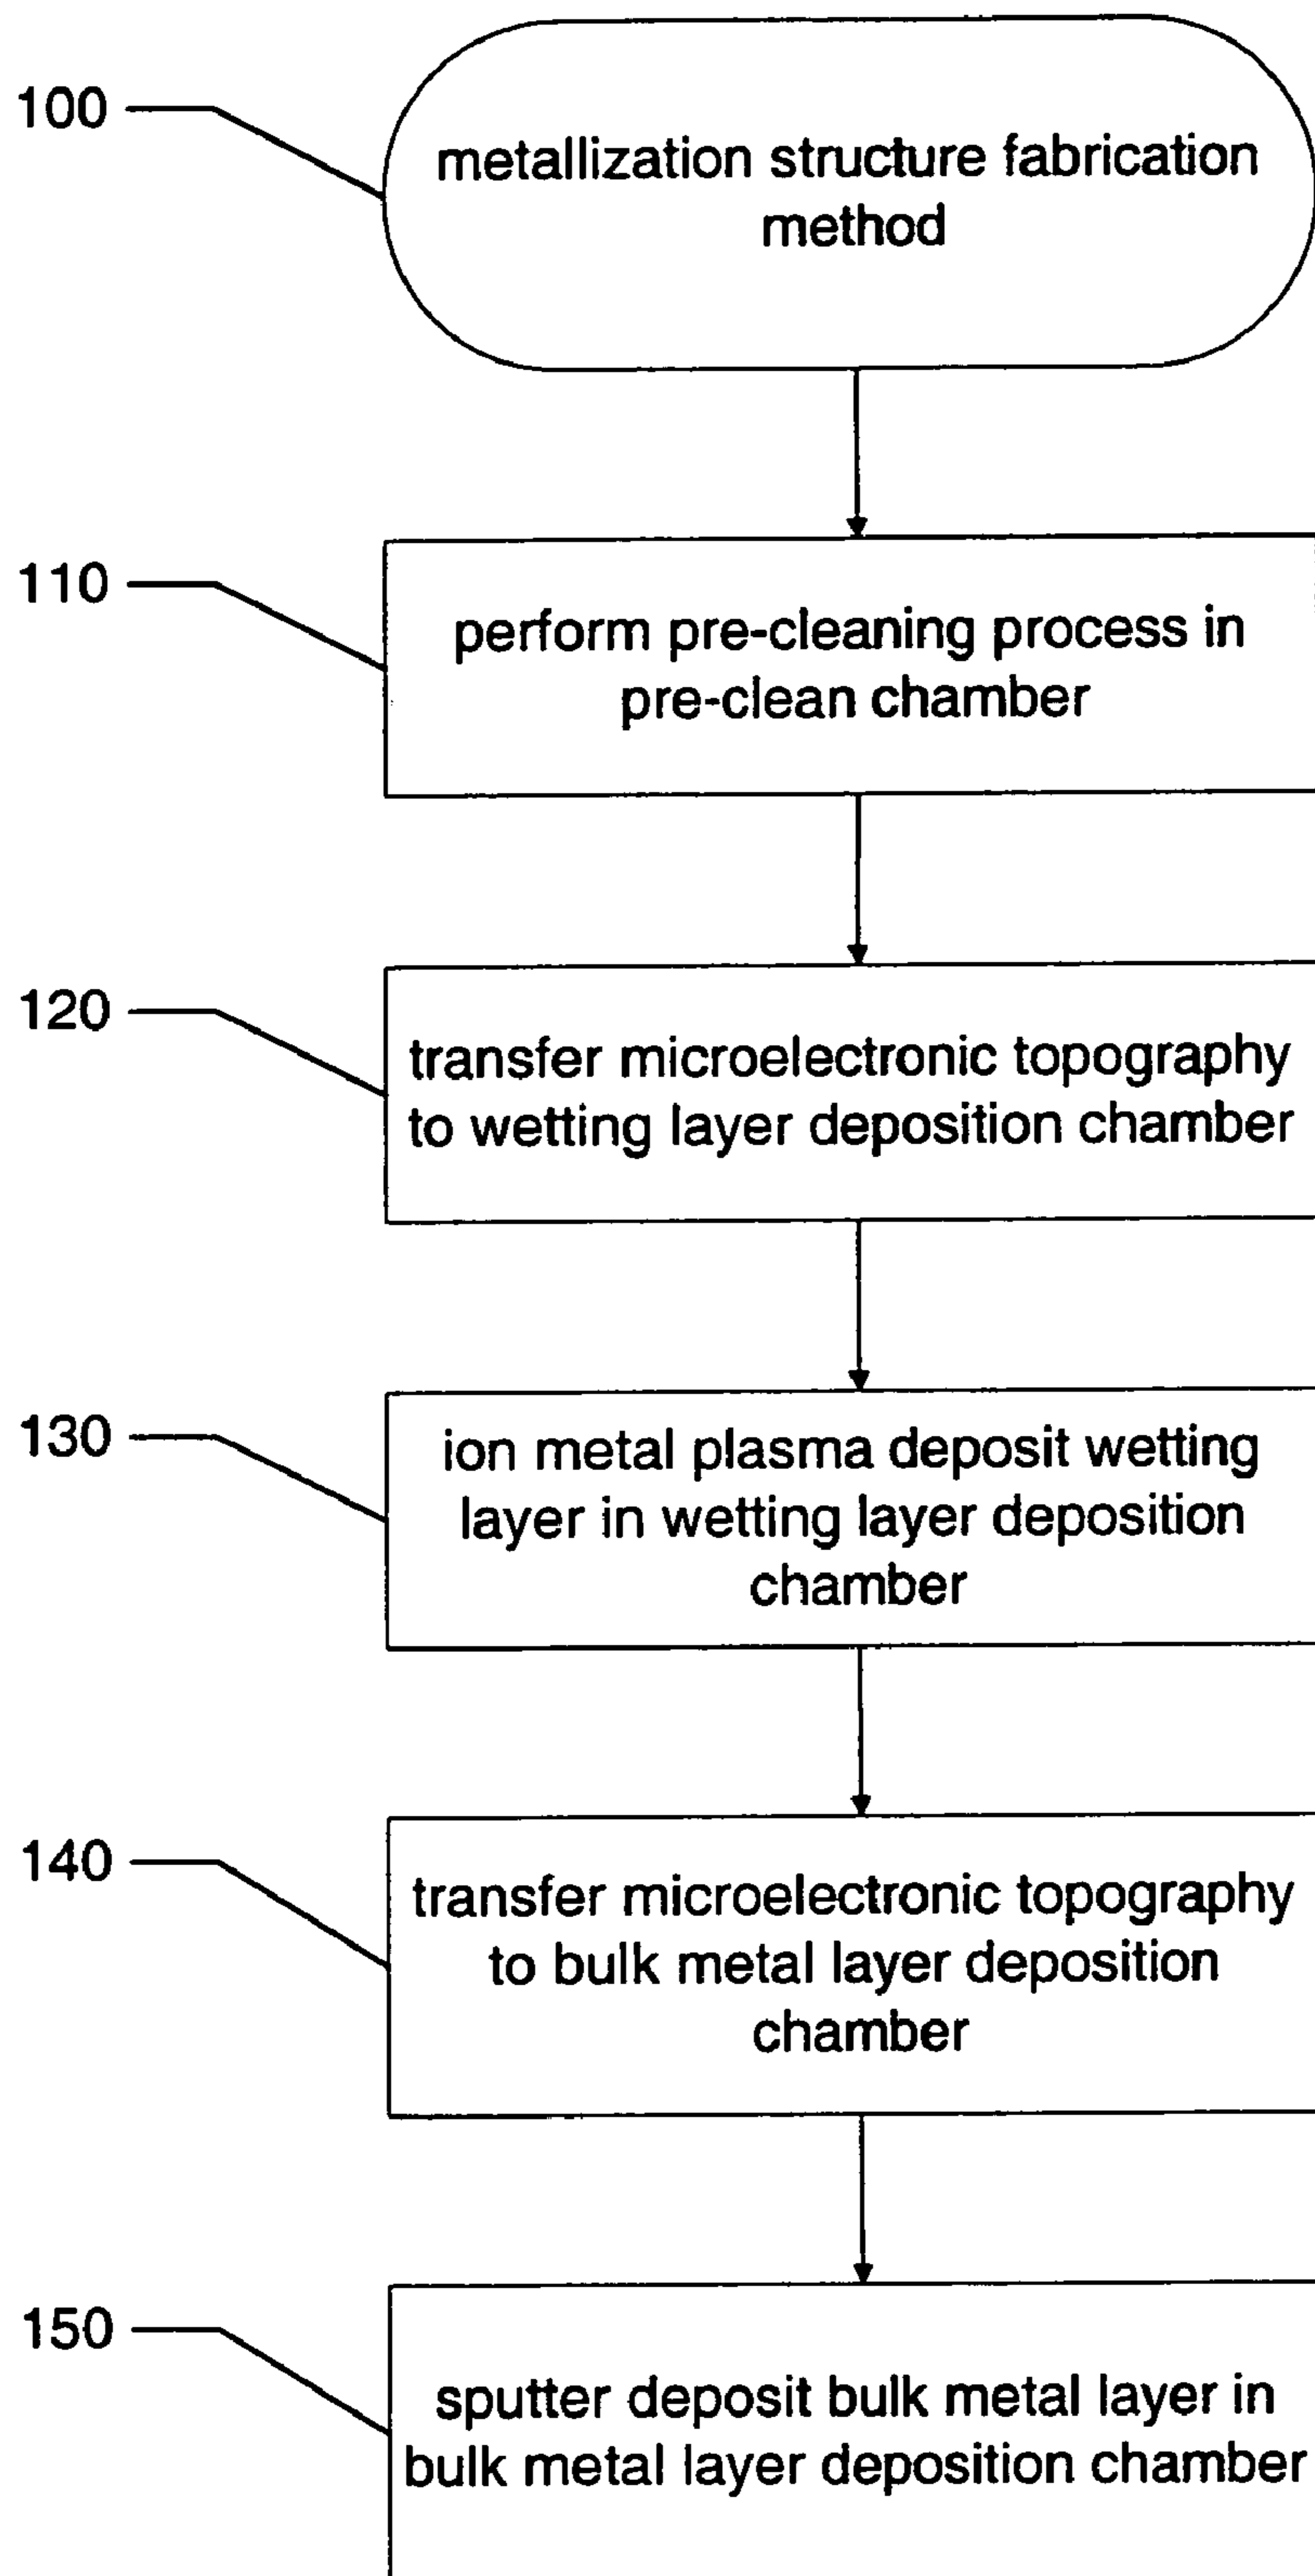 100
metallization structure fabrication
method
110
perform pre-cleaning process in
pre-clean chamber
120
transfer microelectronic topography
to wetting layer deposition chamber
130
ion metal plasma deposit wetting
layer in wetting layer deposition
chamber
140
transfer microelectronic topography
to bulk metal layer deposition
chamber
150
sputter deposit bulk metal layer in
bulk metal layer deposition chamber